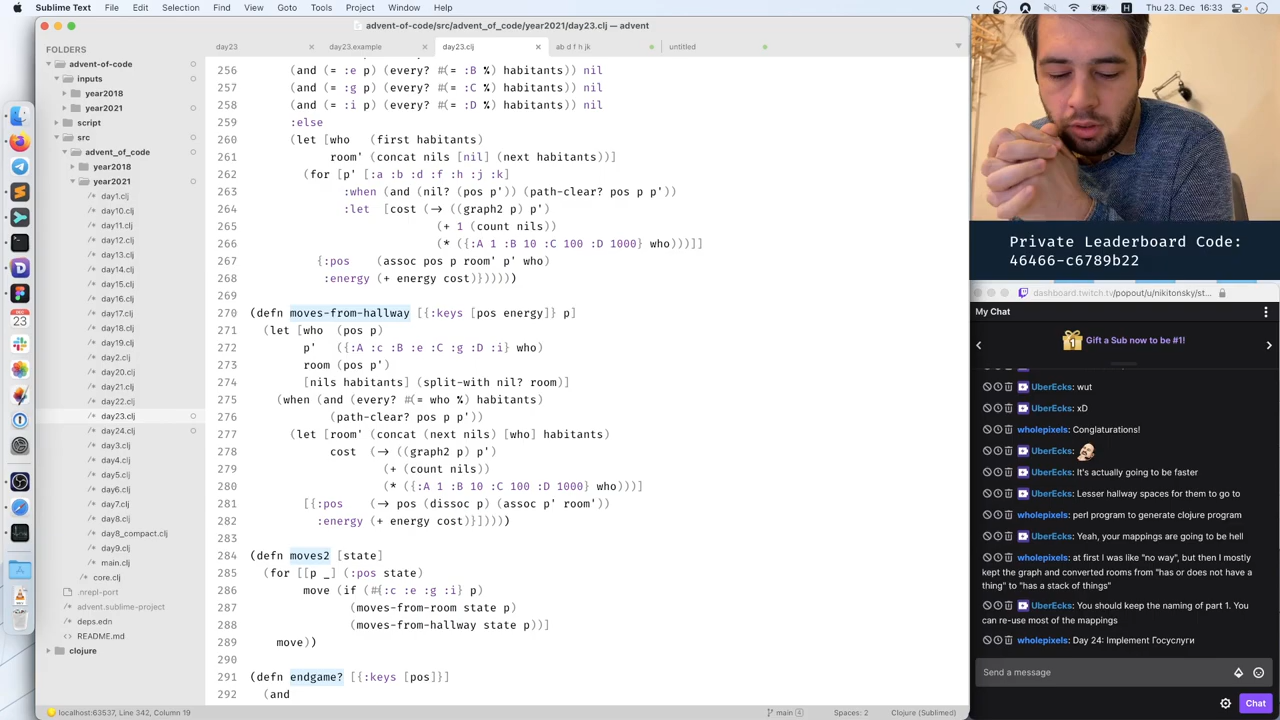 Sublime Text File Edit Selection Find View Goto Tools Project Window Help
Thu 23. Dec 16:33
advent-of-code/src/advent_of_code/year2021/day23.clj — advent
FOLDERS
advent-of-code
inputs
year2018
year2021
script
src
advent_of_code
year2018
year2021
day1.clj
day10.clj
day11.clj
day12.clj
day13.clj
day14.clj
day15.clj
day16.clj
day17.clj
day18.clj
day19.clj
day2.clj
day20.clj
day21.clj
day22.clj
day23.clj
day24.clj
day3.clj
day4.clj
day5.clj
day6.clj
day7.clj
day8.clj
day8_compact.clj
day9.clj
main.clj
core.clj
.nrepl-port
advent.sublime-project
deps.edn
README.md
clojure
day23 day23.example day23.clj ab d f h jk untitled
256 (and (= :e p) (every? #(= :B %) habitants)) nil
257 (and (= :g p) (every? #(= :C %) habitants)) nil
258 (and (= :i p) (every? #(= :D %) habitants)) nil
259 :else
260 (let [who (first habitants)
261 room' (concat nils [nil] (next habitants))]
262 (for [p' [:a :b :d :f :h :j :k]
263 :when (and (nil? (pos p')) (path-clear? pos p p'))
264 :let [cost (-> ((graph2 p) p')
265 (+ 1 (count nils))
266 (* ({:A 1 :B 10 :C 100 :D 1000} who)))]]
267 {:pos (assoc pos p room' p' who)
268 :energy (+ energy cost)}))))
269
270 (defn moves-from-hallway [{:keys [pos energy]} p]
271 (let [who (pos p)
272 p' ({:A :c :B :e :C :g :D :i} who)
273 room (pos p')
274 [nils habitants] (split-with nil? room)]
275 (when (and (every? #(= who %) habitants)
276 (path-clear? pos p p'))
277 (let [room' (concat (next nils) [who] habitants)
278 cost (-> ((graph2 p) p')
279 (+ (count nils))
280 (* ({:A 1 :B 10 :C 100 :D 1000} who)))]
281 [{:pos (-> pos (dissoc p) (assoc p' room'))
282 :energy (+ energy cost)}]))))
283
284 (defn moves2 [state]
285 (for [[p _] (:pos state)
286 move (if (#{:c :e :g :i} p)
287 (moves-from-room state p)
288 (moves-from-hallway state p))]
289 move))
290
291 (defn endgame? [{:keys [pos]}]
292 (and
localhost:63537, Line 342, Column 19 main 4 Spaces: 2 Clojure (Sublimed)
Private Leaderboard Code:
46466-c6789b22
dashboard.twitch.tv/popout/u/nikitonsky/st...
My Chat
Gift a Sub now to be #1!
UberEcks: wut
UberEcks: xD
wholepixels: Conglaturations!
UberEcks:
UberEcks: It's actually going to be faster
UberEcks: Lesser hallway spaces for them to go to
wholepixels: perl program to generate clojure program
UberEcks: Yeah, your mappings are going to be hell
wholepixels: at first I was like "no way", but then I mostly
kept the graph and converted rooms from "has or does not have a
thing" to "has a stack of things"
UberEcks: You should keep the naming of part 1. You
can re-use most of the mappings
wholepixels: Day 24: Implement Госуслуги
Send a message
Chat